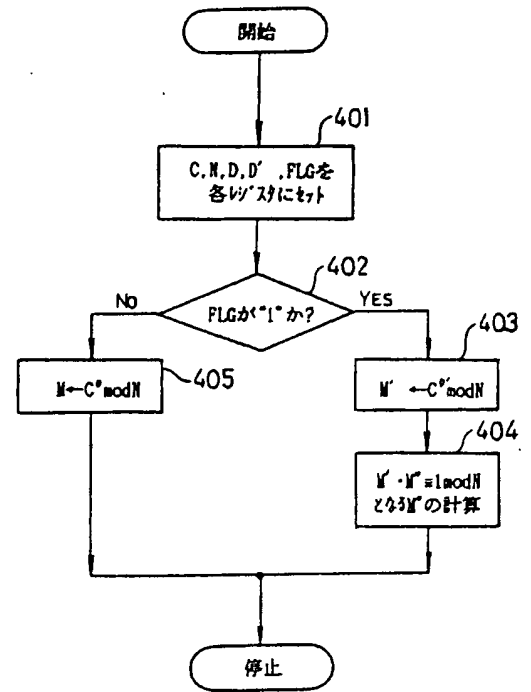 開始
401
C,N,D,D′,FLGを
各レジスタにセット
402
FLGが"1"か?
No
YES
405
M←C^D modN
403
M′←C^D′ modN
404
M′・M″≡1modN
となるM″の計算
停止